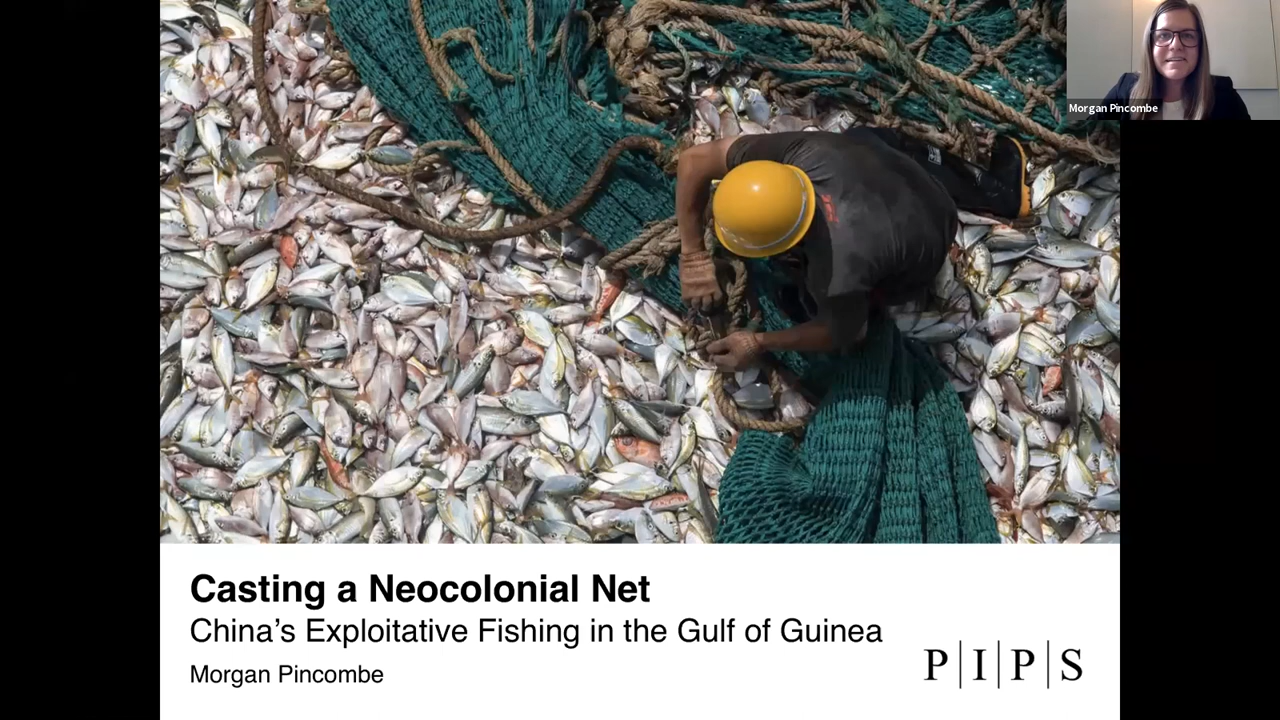 Morgan Pincombe
Casting a Neocolonial Net
China's Exploitative Fishing in the Gulf of Guinea
Morgan Pincombe
P|I|P|S